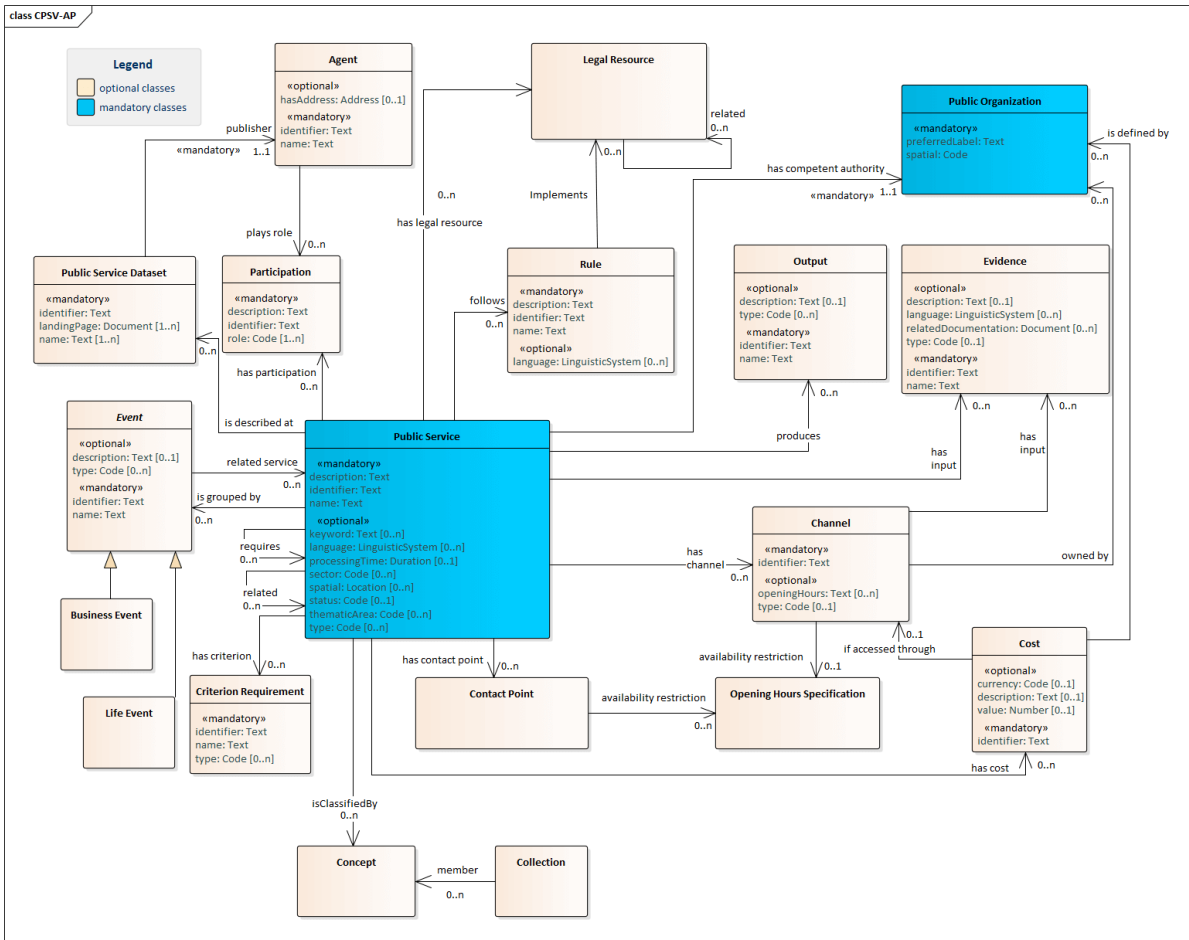 class CPSV-AP
Legend
optional classes
mandatory classes
Agent
«optional»
hasAddress: Address [0..1]
«mandatory»
identifier: Text
name: Text
Legal Resource
related
0..n
Public Organization
«mandatory»
preferredLabel: Text
spatial: Code
is defined by
0..n
publisher
«mandatory»
1..1
0..n
Implements
has competent authority
«mandatory»
1..1
0..n
0..n
has legal resource
plays role
0..n
Public Service Dataset
«mandatory»
identifier: Text
landingPage: Document [1..n]
name: Text [1..n]
0..n
Participation
«mandatory»
description: Text
identifier: Text
role: Code [1..n]
has participation
0..n
follows
0..n
Rule
«mandatory»
description: Text
identifier: Text
name: Text
«optional»
language: LinguisticSystem [0..n]
Output
«optional»
description: Text [0..1]
type: Code [0..n]
«mandatory»
identifier: Text
name: Text
0..n
Evidence
«optional»
description: Text [0..1]
language: LinguisticSystem [0..n]
relatedDocumentation: Document [0..n]
type: Code [0..1]
«mandatory»
identifier: Text
name: Text
0..n
0..n
Event
«optional»
description: Text [0..1]
type: Code [0..n]
«mandatory»
identifier: Text
name: Text
is described at
related service
0..n
is grouped by
0..n
Public Service
«mandatory»
description: Text
identifier: Text
name: Text
«optional»
keyword: Text [0..n]
language: LinguisticSystem [0..n]
processingTime: Duration [0..1]
sector: Code [0..n]
spatial: Location [0..n]
status: Code [0..1]
thematicArea: Code [0..n]
type: Code [0..n]
requires
0..n
related
0..n
produces
has
input
has
input
has
channel
0..n
Channel
«mandatory»
identifier: Text
«optional»
openingHours: Text [0..n]
type: Code [0..1]
owned by
Business Event
Life Event
has criterion
0..n
Criterion Requirement
«mandatory»
identifier: Text
name: Text
type: Code [0..n]
has contact point
0..n
Contact Point
availability restriction
0..n
availability restriction
0..1
Opening Hours Specification
0..1
if accessed through
Cost
«optional»
currency: Code [0..1]
description: Text [0..1]
value: Number [0..1]
«mandatory»
identifier: Text
has cost
0..n
isClassifiedBy
0..n
Concept
member
0..n
Collection